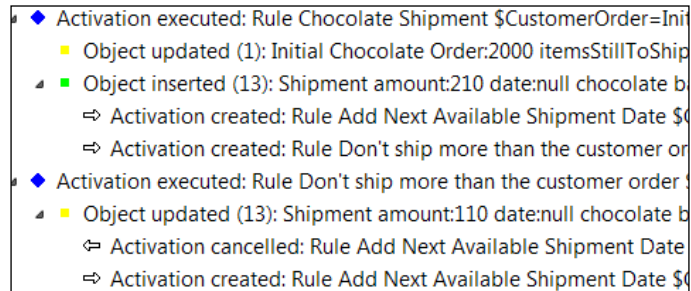 Activation executed: Rule Chocolate Shipment $CustomerOrder=Init
Object updated (1): Initial Chocolate Order:2000 itemsStillToShip
Object inserted (13): Shipment amount:210 date:null chocolate ba
Activation created: Rule Add Next Available Shipment Date $C
Activation created: Rule Don't ship more than the customer or
Activation executed: Rule Don't ship more than the customer order $
Object updated (13): Shipment amount:110 date:null chocolate b
Activation cancelled: Rule Add Next Available Shipment Date
Activation created: Rule Add Next Available Shipment Date $C